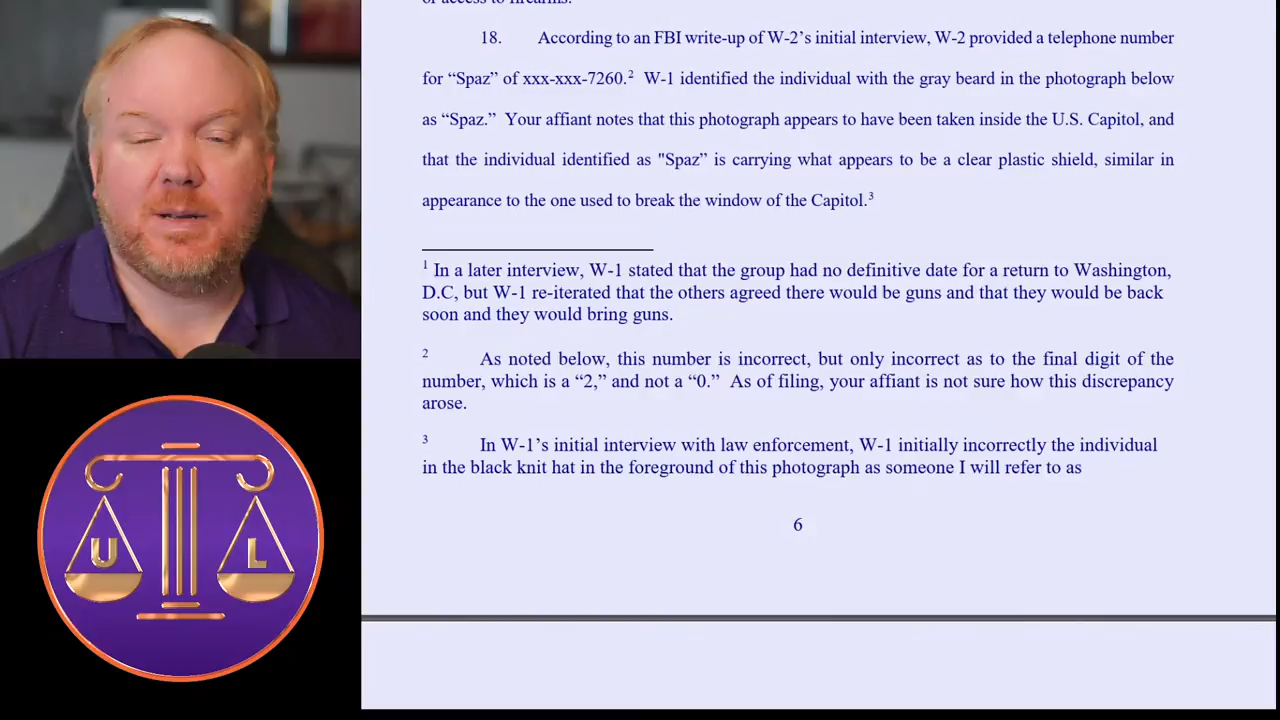 or access to firearms.
18. According to an FBI write-up of W-2’s initial interview, W-2 provided a telephone number
for “Spaz” of xxx-xxx-7260.2 W-1 identified the individual with the gray beard in the photograph below
as “Spaz.” Your affiant notes that this photograph appears to have been taken inside the U.S. Capitol, and
that the individual identified as "Spaz” is carrying what appears to be a clear plastic shield, similar in
appearance to the one used to break the window of the Capitol.3
1 In a later interview, W-1 stated that the group had no definitive date for a return to Washington,
D.C, but W-1 re-iterated that the others agreed there would be guns and that they would be back
soon and they would bring guns.
2 As noted below, this number is incorrect, but only incorrect as to the final digit of the
number, which is a “2,” and not a “0.” As of filing, your affiant is not sure how this discrepancy
arose.
3 In W-1’s initial interview with law enforcement, W-1 initially incorrectly the individual
in the black knit hat in the foreground of this photograph as someone I will refer to as
6
U L